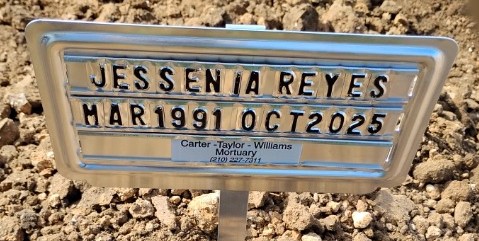 JESSENIA REYES
MAR 1991 OCT 2025
Carter -Taylor - Williams
Mortuary
(210) 227-7311